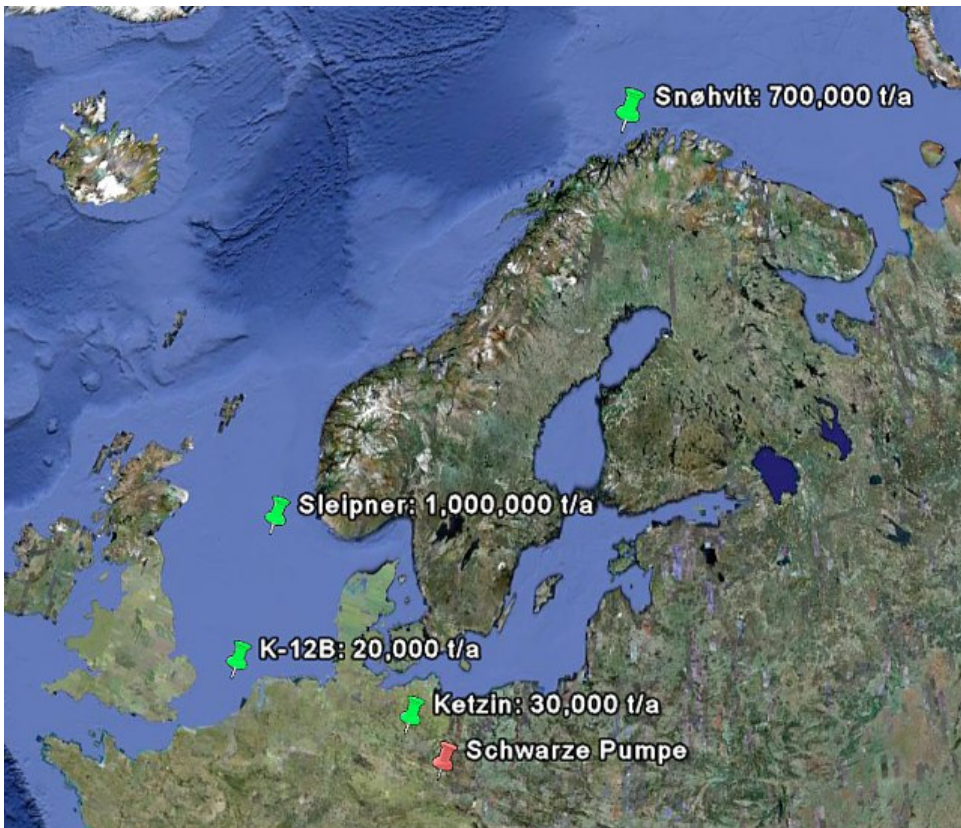 Snøhvit: 700,000 t/a
Sleipner: 1,000,000 t/a
K-12B: 20,000 t/a
Ketzin: 30,000 t/a
Schwarze Pumpe